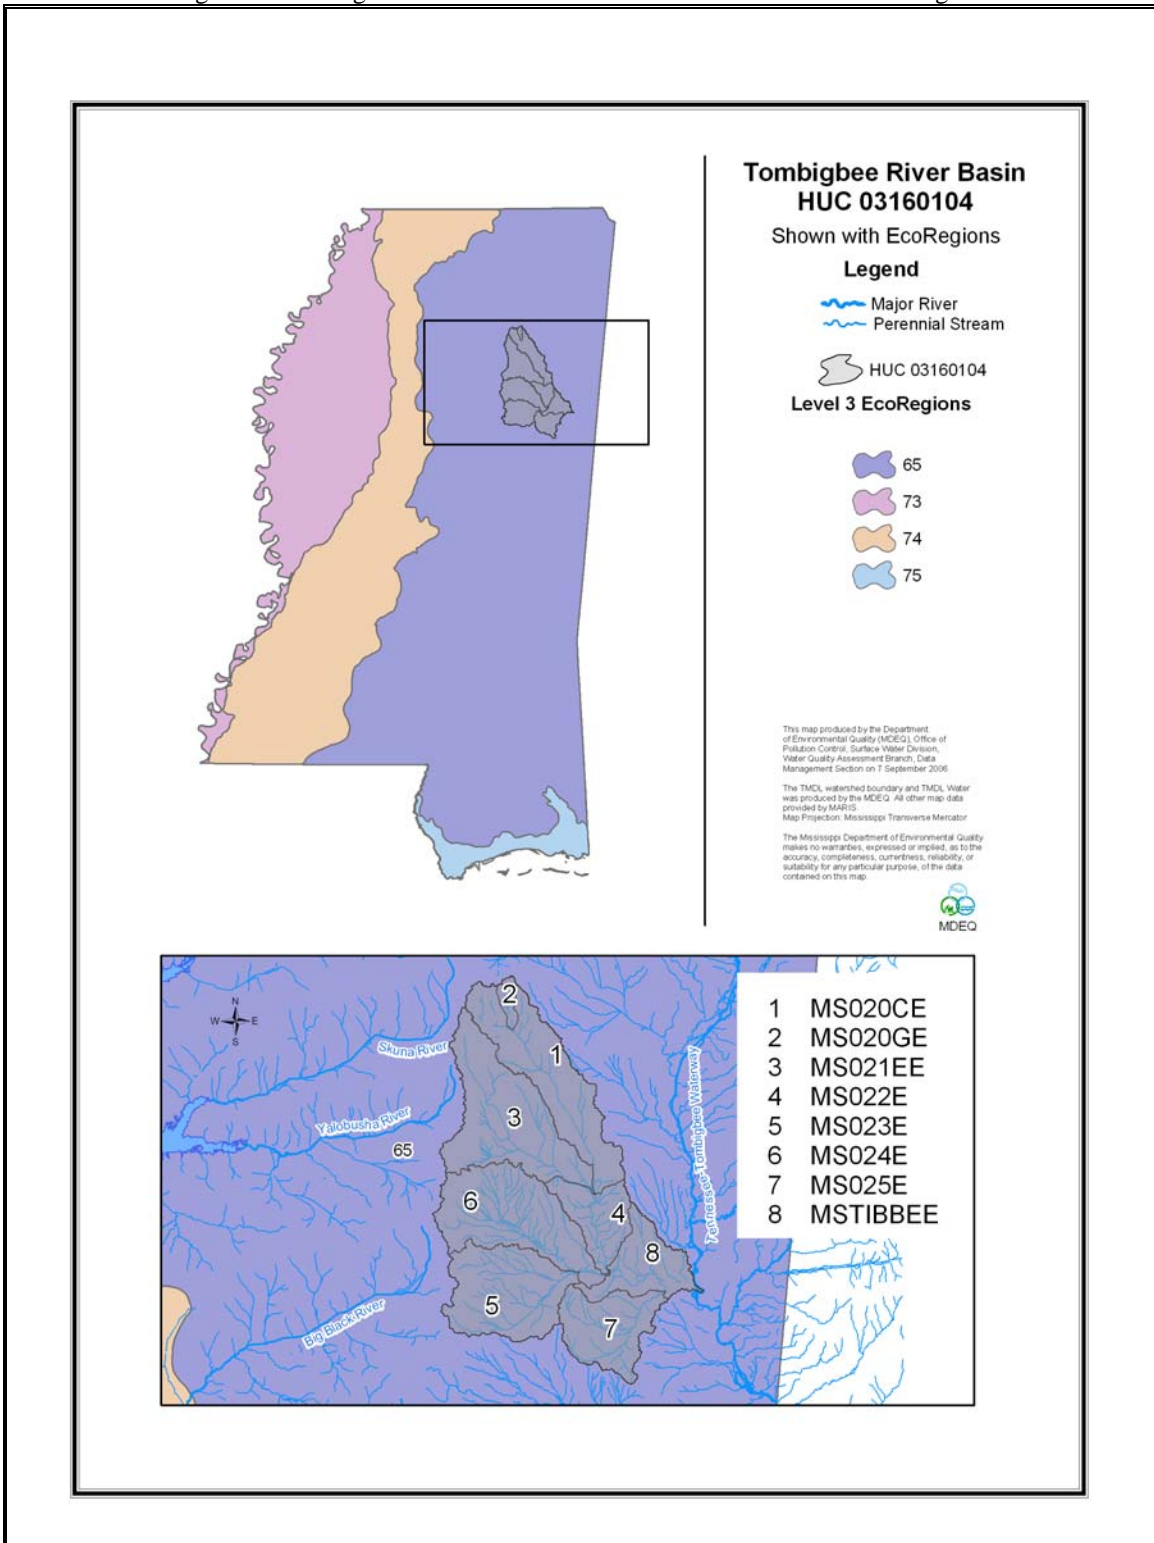 Tombigbee River Basin
HUC 03160104
Shown with EcoRegions
Legend
Major River
Perennial Stream
HUC 03160104
Level 3 EcoRegions
65
73
74
75
This map produced by the Department
of Environmental Quality (MDEQ), Office of
Pollution Control, Surface Water Division,
Water Quality Assessment Branch, Data
Management Section on 7 September 2006
The TMDL watershed boundary and TMDL Water
was produced by the MDEQ. All other map data
provided by MARIS.
Map Projection: Mississippi Transverse Mercator
The Mississippi Department of Environmental Quality
makes no warranties, expressed or implied, as to the
accuracy, completeness, currentness, reliability, or
suitability for any particular purpose, of the data
contained on this map.
MDEQ
N
W E
S
Skuna River
Yalobusha River
65
Big Black River
Tennessee-Tombigbee Waterway
2
1
3
6
4
8
5
7
1 MS020CE
2 MS020GE
3 MS021EE
4 MS022E
5 MS023E
6 MS024E
7 MS025E
8 MSTIBBEE